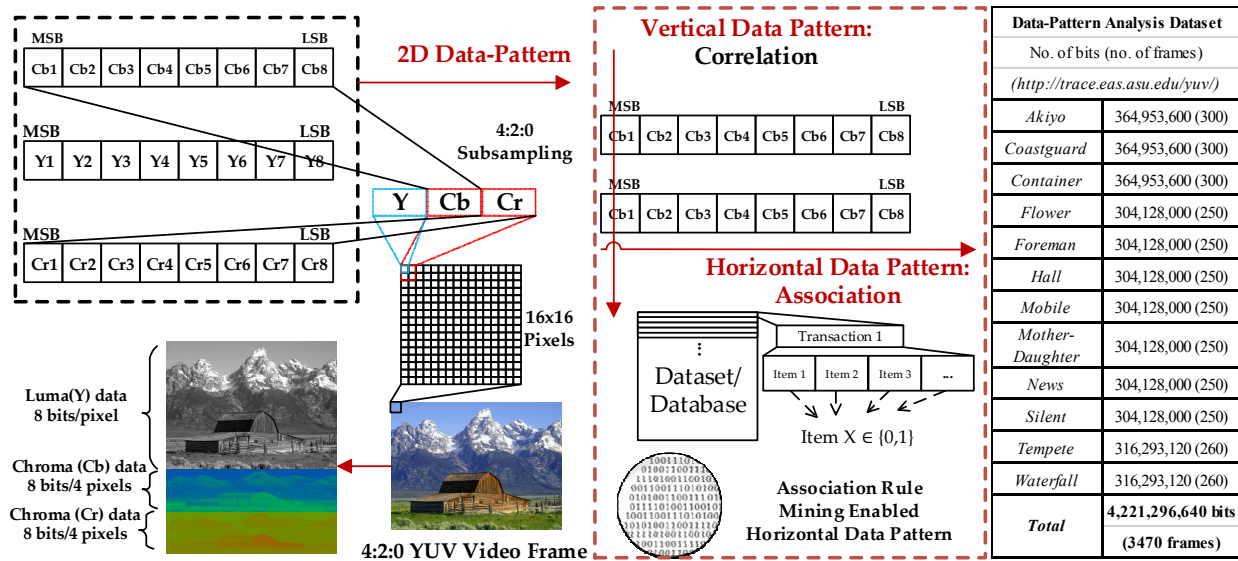 MSB LSB
Cb1 Cb2 Cb3 Cb4 Cb5 Cb6 Cb7 Cb8
MSB LSB
Y1 Y2 Y3 Y4 Y5 Y6 Y7 Y8
MSB LSB
Cr1 Cr2 Cr3 Cr4 Cr5 Cr6 Cr7 Cr8
2D Data-Pattern
4:2:0
Subsampling
Y Cb Cr
16x16
Pixels
Luma(Y) data
8 bits/pixel
Chroma (Cb) data
8 bits/4 pixels
Chroma (Cr) data
8 bits/4 pixels
4:2:0 YUV Video Frame
Vertical Data Pattern:
Correlation
MSB LSB
Cb1 Cb2 Cb3 Cb4 Cb5 Cb6 Cb7 Cb8
MSB LSB
Cb1 Cb2 Cb3 Cb4 Cb5 Cb6 Cb7 Cb8
Horizontal Data Pattern:
Association
Dataset/
Database
Transaction 1
Item 1 Item 2 Item 3 ...
Item X ∈ {0,1}
Association Rule
Mining Enabled
Horizontal Data Pattern
Data-Pattern Analysis Dataset
No. of bits (no. of frames)
(http://trace.eas.asu.edu/yuv/)
Akiyo 364,953,600 (300)
Coastguard 364,953,600 (300)
Container 364,953,600 (300)
Flower 304,128,000 (250)
Foreman 304,128,000 (250)
Hall 304,128,000 (250)
Mobile 304,128,000 (250)
Mother-
Daughter 304,128,000 (250)
News 304,128,000 (250)
Silent 304,128,000 (250)
Tempete 316,293,120 (260)
Waterfall 316,293,120 (260)
Total 4,221,296,640 bits
(3470 frames)